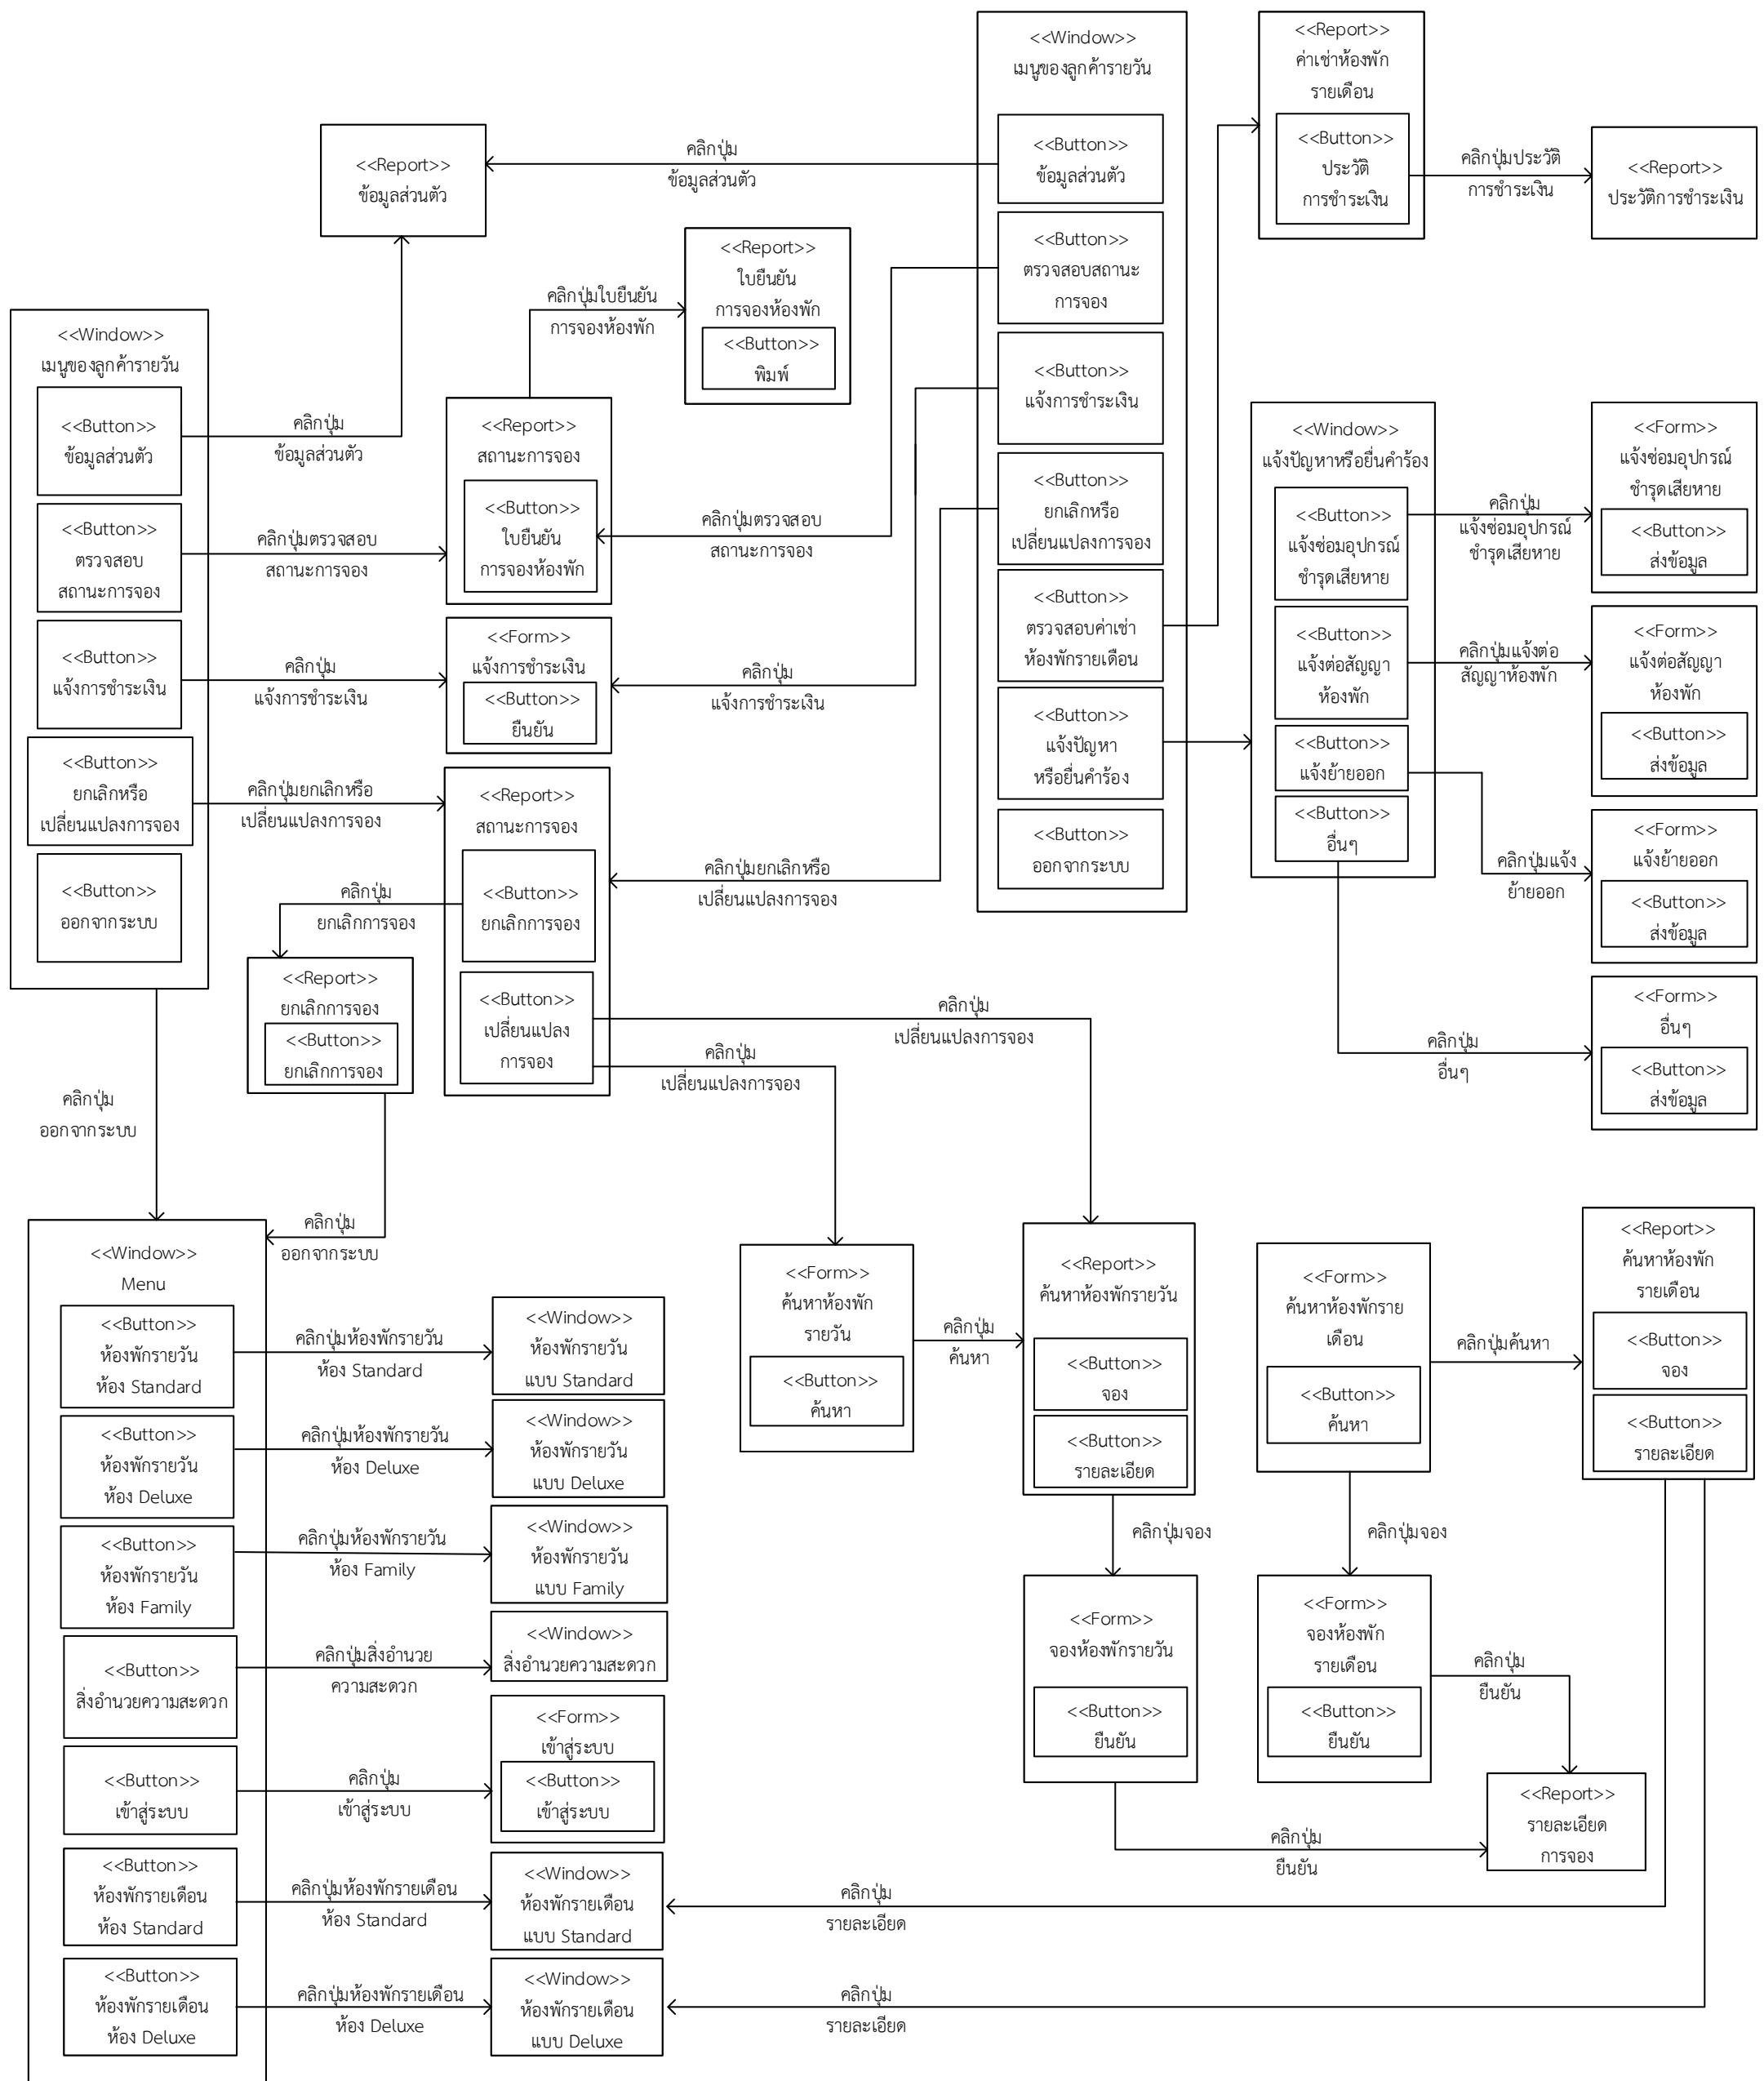 <<Window>>
เมนูของลูกค้ารายวัน
<<Button>>
ข้อมูลส่วนตัว
<<Button>>
ตรวจสอบสถานะ
การจอง
<<Button>>
แจ้งการชำระเงิน
<<Button>>
ยกเลิกหรือ
เปลี่ยนแปลงการจอง
<<Button>>
ตรวจสอบค่าเช่า
ห้องพักรายเดือน
<<Button>>
แจ้งปัญหา
หรือยื่นคำร้อง
<<Button>>
ออกจากระบบ
<<Report>>
ค่าเช่าห้องพัก
รายเดือน
<<Button>>
ประวัติ
การชำระเงิน
คลิกปุ่มประวัติ
การชำระเงิน
<<Report>>
ประวัติการชำระเงิน
<<Report>>
ข้อมูลส่วนตัว
คลิกปุ่ม
ข้อมูลส่วนตัว
<<Report>>
ใบยืนยัน
การจองห้องพัก
<<Button>>
พิมพ์
คลิกปุ่มใบยืนยัน
การจองห้องพัก
<<Window>>
เมนูของลูกค้ารายวัน
<<Button>>
ข้อมูลส่วนตัว
<<Button>>
ตรวจสอบ
สถานะการจอง
<<Button>>
แจ้งการชำระเงิน
<<Button>>
ยกเลิกหรือ
เปลี่ยนแปลงการจอง
<<Button>>
ออกจากระบบ
คลิกปุ่ม
ข้อมูลส่วนตัว
คลิกปุ่มตรวจสอบ
สถานะการจอง
คลิกปุ่ม
แจ้งการชำระเงิน
คลิกปุ่มยกเลิกหรือ
เปลี่ยนแปลงการจอง
<<Report>>
สถานะการจอง
<<Button>>
ใบยืนยัน
การจองห้องพัก
คลิกปุ่มตรวจสอบ
สถานะการจอง
<<Form>>
แจ้งการชำระเงิน
<<Button>>
ยืนยัน
คลิกปุ่ม
แจ้งการชำระเงิน
<<Report>>
สถานะการจอง
<<Button>>
ยกเลิกการจอง
<<Button>>
เปลี่ยนแปลง
การจอง
คลิกปุ่มยกเลิกหรือ
เปลี่ยนแปลงการจอง
คลิกปุ่ม
ยกเลิกการจอง
<<Report>>
ยกเลิกการจอง
<<Button>>
ยกเลิกการจอง
คลิกปุ่ม
เปลี่ยนแปลงการจอง
คลิกปุ่ม
เปลี่ยนแปลงการจอง
<<Window>>
แจ้งปัญหาหรือยื่นคำร้อง
<<Button>>
แจ้งซ่อมอุปกรณ์
ชำรุดเสียหาย
<<Button>>
แจ้งต่อสัญญา
ห้องพัก
<<Button>>
แจ้งย้ายออก
<<Button>>
อื่นๆ
คลิกปุ่ม
แจ้งซ่อมอุปกรณ์
ชำรุดเสียหาย
คลิกปุ่มแจ้งต่อ
สัญญาห้องพัก
คลิกปุ่มแจ้ง
ย้ายออก
คลิกปุ่ม
อื่นๆ
<<Form>>
แจ้งซ่อมอุปกรณ์
ชำรุดเสียหาย
<<Button>>
ส่งข้อมูล
<<Form>>
แจ้งต่อสัญญา
ห้องพัก
<<Button>>
ส่งข้อมูล
<<Form>>
แจ้งย้ายออก
<<Button>>
ส่งข้อมูล
<<Form>>
อื่นๆ
<<Button>>
ส่งข้อมูล
คลิกปุ่ม
ออกจากระบบ
คลิกปุ่ม
ออกจากระบบ
<<Window>>
Menu
<<Button>>
ห้องพักรายวัน
ห้อง Standard
<<Button>>
ห้องพักรายวัน
ห้อง Deluxe
<<Button>>
ห้องพักรายวัน
ห้อง Family
<<Button>>
สิ่งอำนวยความสะดวก
<<Button>>
เข้าสู่ระบบ
<<Button>>
ห้องพักรายเดือน
ห้อง Standard
<<Button>>
ห้องพักรายเดือน
ห้อง Deluxe
คลิกปุ่มห้องพักรายวัน
ห้อง Standard
คลิกปุ่มห้องพักรายวัน
ห้อง Deluxe
คลิกปุ่มห้องพักรายวัน
ห้อง Family
คลิกปุ่มสิ่งอำนวย
ความสะดวก
คลิกปุ่ม
เข้าสู่ระบบ
คลิกปุ่มห้องพักรายเดือน
ห้อง Standard
คลิกปุ่มห้องพักรายเดือน
ห้อง Deluxe
<<Window>>
ห้องพักรายวัน
แบบ Standard
<<Window>>
ห้องพักรายวัน
แบบ Deluxe
<<Window>>
ห้องพักรายวัน
แบบ Family
<<Window>>
สิ่งอำนวยความสะดวก
<<Form>>
เข้าสู่ระบบ
<<Button>>
เข้าสู่ระบบ
<<Window>>
ห้องพักรายเดือน
แบบ Standard
<<Window>>
ห้องพักรายเดือน
แบบ Deluxe
<<Form>>
ค้นหาห้องพัก
รายวัน
<<Button>>
ค้นหา
คลิกปุ่ม
ค้นหา
<<Report>>
ค้นหาห้องพักรายวัน
<<Button>>
จอง
<<Button>>
รายละเอียด
คลิกปุ่มจอง
<<Form>>
จองห้องพักรายวัน
<<Button>>
ยืนยัน
<<Form>>
ค้นหาห้องพักราย
เดือน
<<Button>>
ค้นหา
คลิกปุ่มค้นหา
<<Report>>
ค้นหาห้องพัก
รายเดือน
<<Button>>
จอง
<<Button>>
รายละเอียด
คลิกปุ่มจอง
<<Form>>
จองห้องพัก
รายเดือน
<<Button>>
ยืนยัน
คลิกปุ่ม
ยืนยัน
<<Report>>
รายละเอียด
การจอง
คลิกปุ่ม
ยืนยัน
คลิกปุ่ม
รายละเอียด
คลิกปุ่ม
รายละเอียด